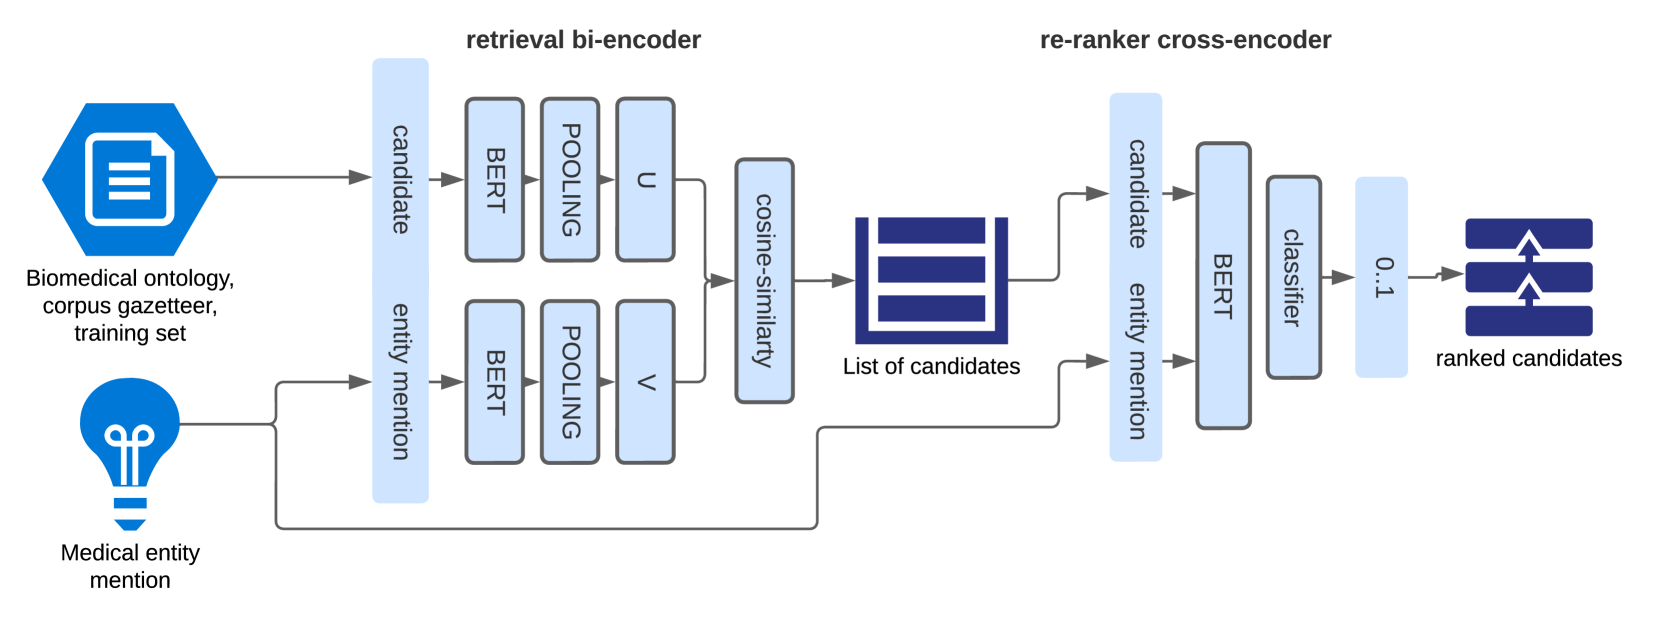 retrieval bi-encoder
re-ranker cross-encoder
Biomedical ontology,
corpus gazetteer,
training set
Medical entity
mention
candidate
entity mention
BERT
POOLING
U
BERT
POOLING
V
cosine-similarty
List of candidates
candidate
entity mention
BERT
classifier
0..1
ranked candidates